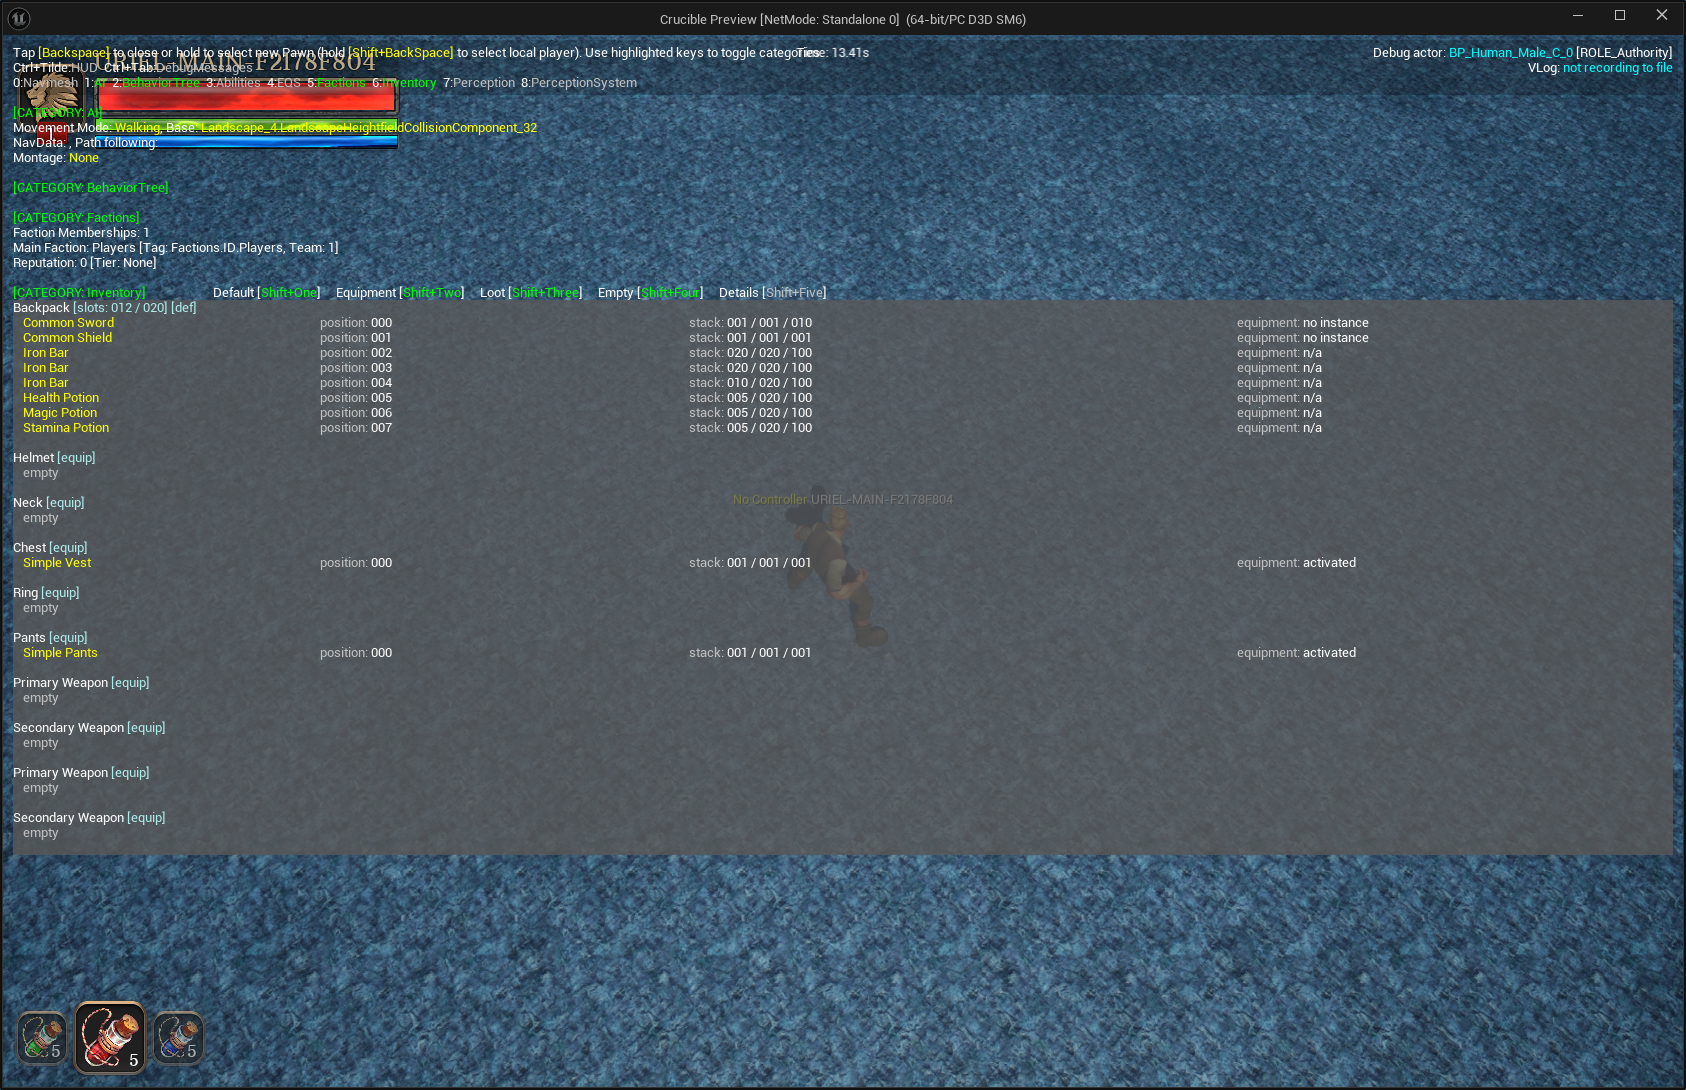 Crucible Preview [NetMode: Standalone 0] (64-bit/PC D3D SM6)
Tap [Backspace] to close or hold to select new Pawn (hold [Shift+BackSpace] to select local player). Use highlighted keys to toggle categories. Time: 13.41s
Debug actor: BP_Human_Male_C_0 [ROLE_Authority]
URIEL-MAIN-F2178F804
Ctrl+Tilde:HUD Ctrl+Tab:DebugMessages
VLog: not recording to file
0:Navmesh 1:AI 2:BehaviorTree 3:Abilities 4:EQS 5:Factions 6:Inventory 7:Perception 8:PerceptionSystem
[CATEGORY: AI]
Movement Mode: Walking, Base: Landscape_4.LandscapeHeightfieldCollisionComponent_32
1
NavData: , Path following:
Montage: None
[CATEGORY: BehaviorTree]
[CATEGORY: Factions]
Faction Memberships: 1
Main Faction: Players [Tag: Factions.ID.Players, Team: 1]
Reputation: 0 [Tier: None]
[CATEGORY: Inventory] Default [Shift+One] Equipment [Shift+Two] Loot [Shift+Three] Empty [Shift+Four] Details [Shift+Five]
Backpack [slots: 012 / 020] [def]
Common Sword position: 000 stack: 001 / 001 / 010 equipment: no instance
Common Shield position: 001 stack: 001 / 001 / 001 equipment: no instance
Iron Bar position: 002 stack: 020 / 020 / 100 equipment: n/a
Iron Bar position: 003 stack: 020 / 020 / 100 equipment: n/a
Iron Bar position: 004 stack: 010 / 020 / 100 equipment: n/a
Health Potion position: 005 stack: 005 / 020 / 100 equipment: n/a
Magic Potion position: 006 stack: 005 / 020 / 100 equipment: n/a
Stamina Potion position: 007 stack: 005 / 020 / 100 equipment: n/a
Helmet [equip]
empty
No Controller URIEL-MAIN-F2178F804
Neck [equip]
empty
Chest [equip]
Simple Vest position: 000 stack: 001 / 001 / 001 equipment: activated
Ring [equip]
empty
Pants [equip]
Simple Pants position: 000 stack: 001 / 001 / 001 equipment: activated
Primary Weapon [equip]
empty
Secondary Weapon [equip]
empty
Primary Weapon [equip]
empty
Secondary Weapon [equip]
empty
5 5 5